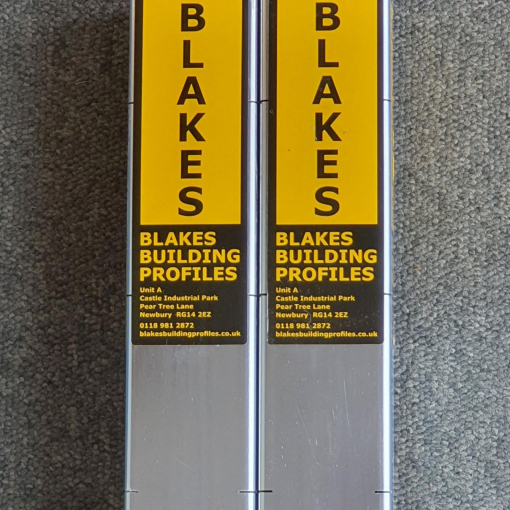 BLAKES
BLAKES BUILDING PROFILES
Unit A
Castle Industrial Park
Pear Tree Lane
Newbury RG14 2EZ
0118 981 2872
blakesbuildingprofiles.co.uk
BLAKES
BLAKES BUILDING PROFILES
Unit A
Castle Industrial Park
Pear Tree Lane
Newbury RG14 2EZ
0118 981 2872
blakesbuildingprofiles.co.uk